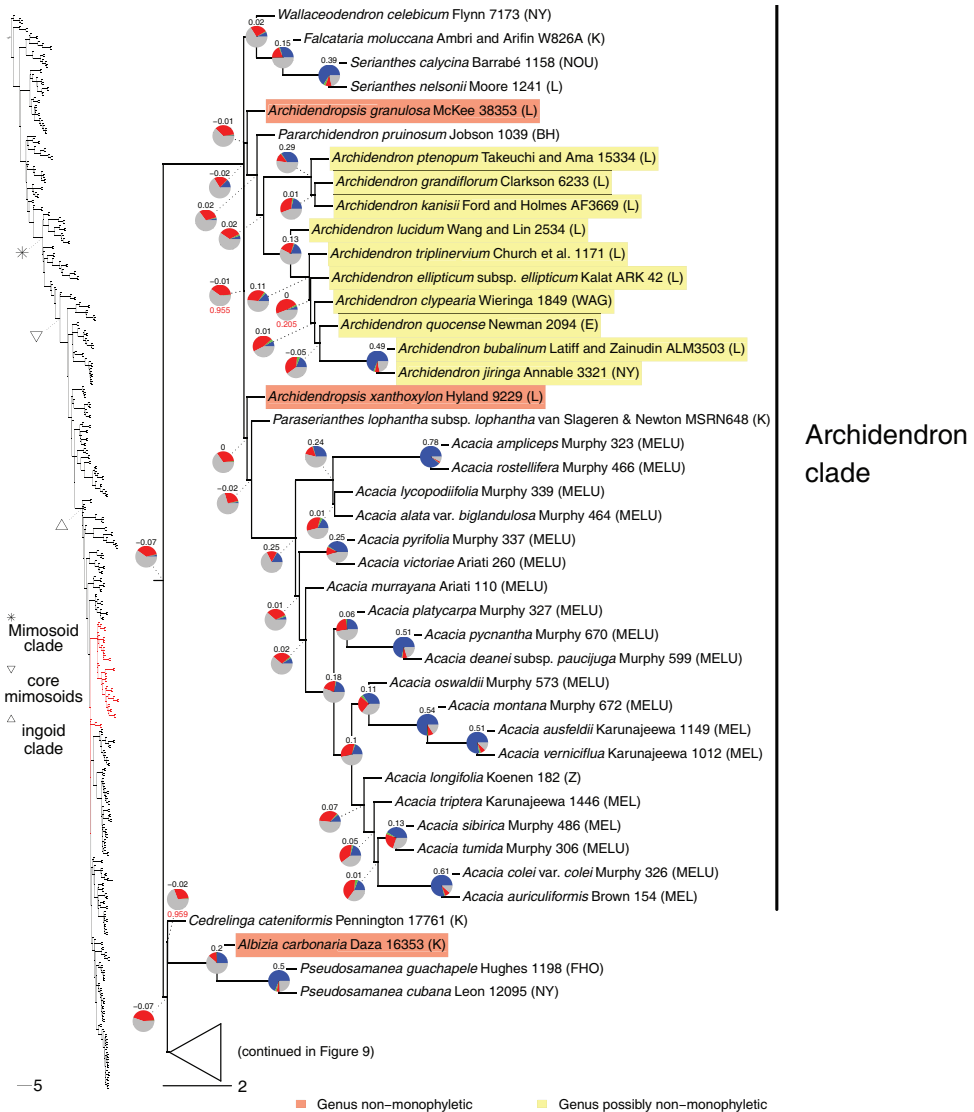 Wallaceodendron celebicum Flynn 7173 (NY)
0.02
Falcataria moluccana Ambri and Arifin W826A (K)
0.15
Serianthes calycina Barrabé 1158 (NOU)
0.39
Serianthes nelsonii Moore 1241 (L)
Archidendropsis granulosa McKee 38353 (L)
−0.01
Pararchidendron pruinosum Jobson 1039 (BH)
0.29
Archidendron ptenopum Takeuchi and Ama 15334 (L)
−0.02
Archidendron grandiflorum Clarkson 6233 (L)
0.01
Archidendron kanisii Ford and Holmes AF3669 (L)
0.02
0.02
Archidendron lucidum Wang and Lin 2534 (L)
0.13
Archidendron triplinervium Church et al. 1171 (L)
−0.01
0.955
0.11
Archidendron ellipticum subsp. ellipticum Kalat ARK 42 (L)
0
0.205
Archidendron clypearia Wieringa 1849 (WAG)
0.01
Archidendron quocense Newman 2094 (E)
−0.05
0.49
Archidendron bubalinum Latiff and Zainudin ALM3503 (L)
Archidendron jiringa Annable 3321 (NY)
Archidendropsis xanthoxylon Hyland 9229 (L)
Paraserianthes lophantha subsp. lophantha van Slageren & Newton MSRN648 (K)
0
−0.02
0.24
0.78
Acacia ampliceps Murphy 323 (MELU)
Acacia rostellifera Murphy 466 (MELU)
Acacia lycopodiifolia Murphy 339 (MELU)
0.01
Acacia alata var. biglandulosa Murphy 464 (MELU)
0.25
Acacia pyrifolia Murphy 337 (MELU)
0.25
Acacia victoriae Ariati 260 (MELU)
−0.07
Acacia murrayana Ariati 110 (MELU)
0.01
0.02
Acacia platycarpa Murphy 327 (MELU)
0.06
Acacia pycnantha Murphy 670 (MELU)
0.51
Acacia deanei subsp. paucijuga Murphy 599 (MELU)
0.18
Acacia oswaldii Murphy 573 (MELU)
0.11
Acacia montana Murphy 672 (MELU)
0.54
Acacia ausfeldii Karunajeewa 1149 (MEL)
0.51
Acacia verniciflua Karunajeewa 1012 (MEL)
0.1
Acacia longifolia Koenen 182 (Z)
Acacia triptera Karunajeewa 1446 (MEL)
0.07
Acacia sibirica Murphy 486 (MEL)
0.13
Acacia tumida Murphy 306 (MELU)
0.05
0.01
Acacia colei var. colei Murphy 326 (MELU)
0.61
Acacia auriculiformis Brown 154 (MEL)
−0.02
0.959
Cedrelinga cateniformis Pennington 17761 (K)
Albizia carbonaria Daza 16353 (K)
0.2
Pseudosamanea guachapele Hughes 1198 (FHO)
0.5
Pseudosamanea cubana Leon 12095 (NY)
−0.07
(continued in Figure 9)
Archidendron
clade
Mimosoid
clade
core
mimosoids
ingoid
clade
5
2
Genus non−monophyletic
Genus possibly non−monophyletic